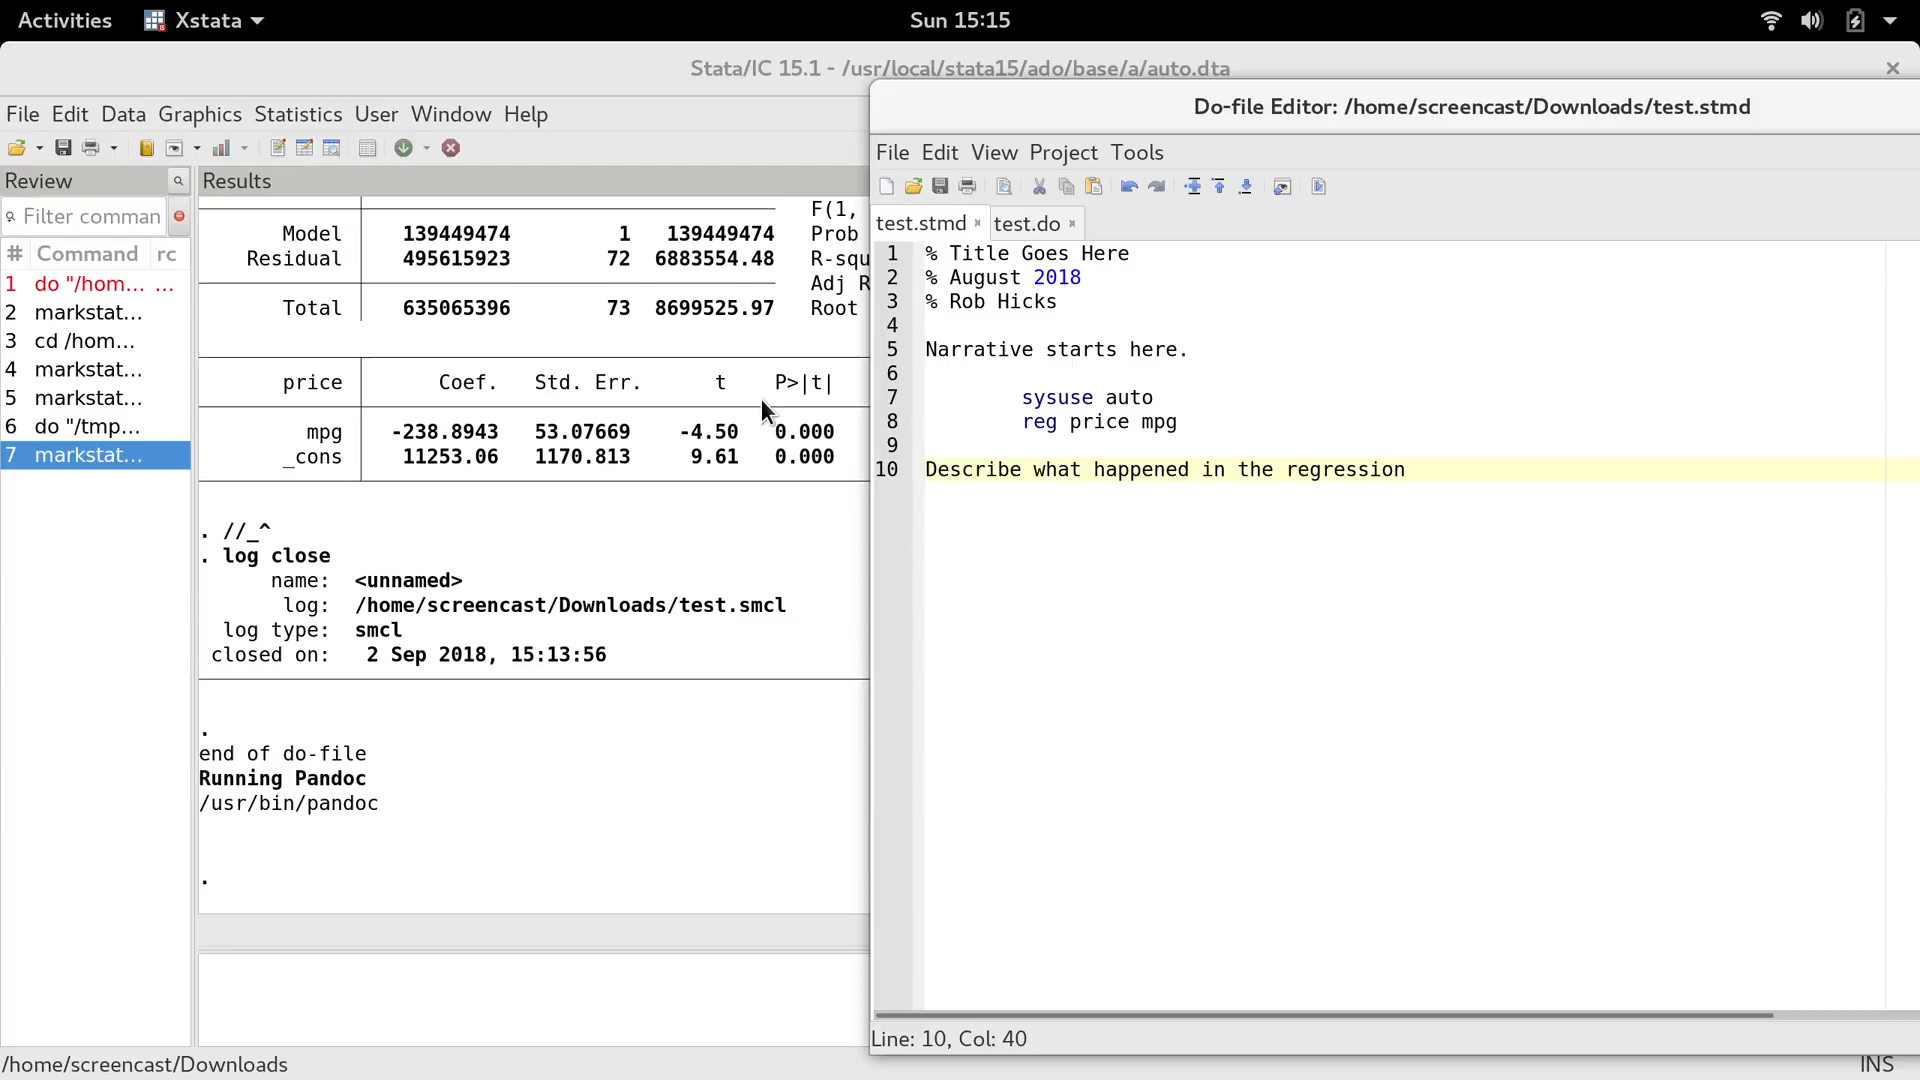 Activities Xstata Sun 15:15
Stata/IC 15.1 - /usr/local/stata15/ado/base/a/auto.dta
File Edit Data Graphics Statistics User Window Help
Review
Filter comman
# Command rc
1 do "/hom... ...
2 markstat...
3 cd /hom...
4 markstat...
5 markstat...
6 do "/tmp...
7 markstat...
Results
F(1,
Model 139449474 1 139449474 Prob
Residual 495615923 72 6883554.48 R-squ
Adj R
Total 635065396 73 8699525.97 Root
price Coef. Std. Err. t P>|t|
mpg -238.8943 53.07669 -4.50 0.000
_cons 11253.06 1170.813 9.61 0.000
. //_^
. log close
name: <unnamed>
log: /home/screencast/Downloads/test.smcl
log type: smcl
closed on: 2 Sep 2018, 15:13:56
.
end of do-file
Running Pandoc
/usr/bin/pandoc
.
Do-file Editor: /home/screencast/Downloads/test.stmd
File Edit View Project Tools
test.stmd test.do
1 % Title Goes Here
2 % August 2018
3 % Rob Hicks
4
5 Narrative starts here.
6
7 sysuse auto
8 reg price mpg
9
10 Describe what happened in the regression
Line: 10, Col: 40
/home/screencast/Downloads INS